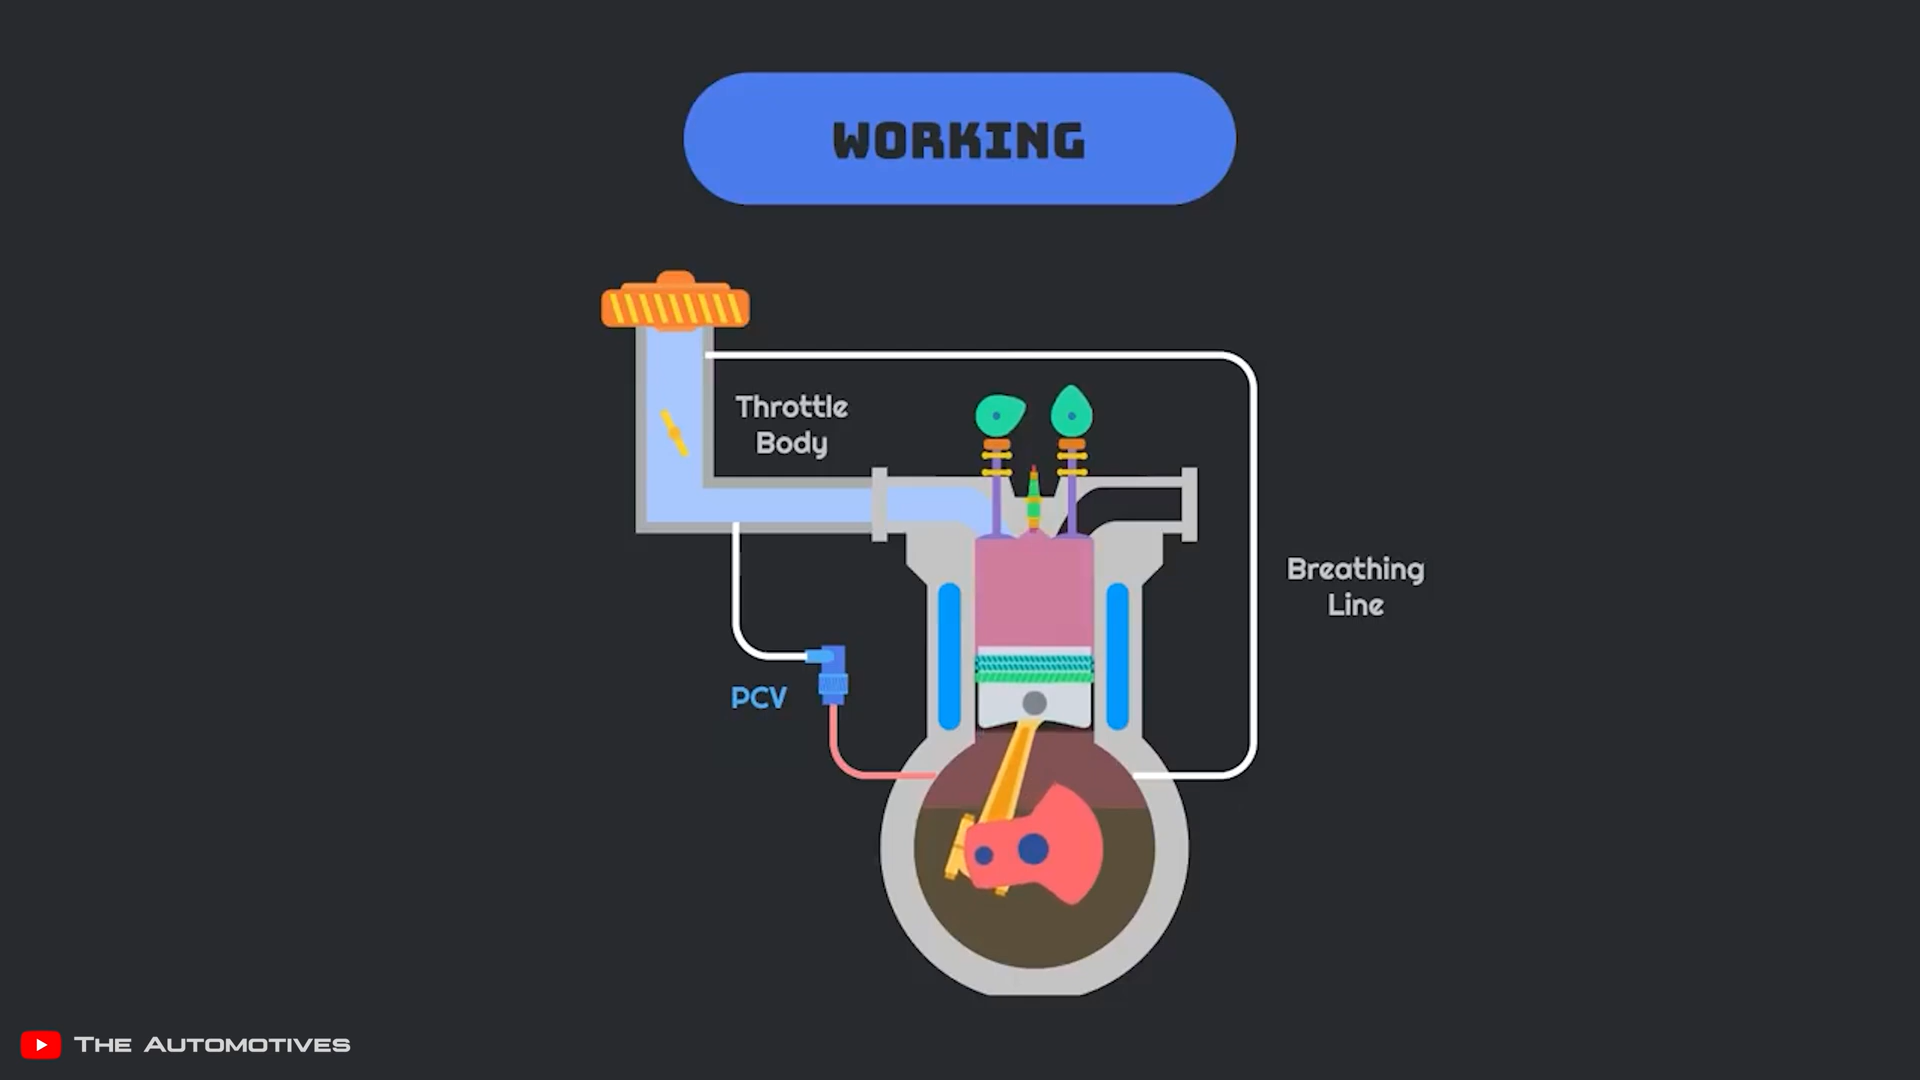 WORKING
Throttle
Body
Breathing
Line
PCV
THE AUTOMOTIVES